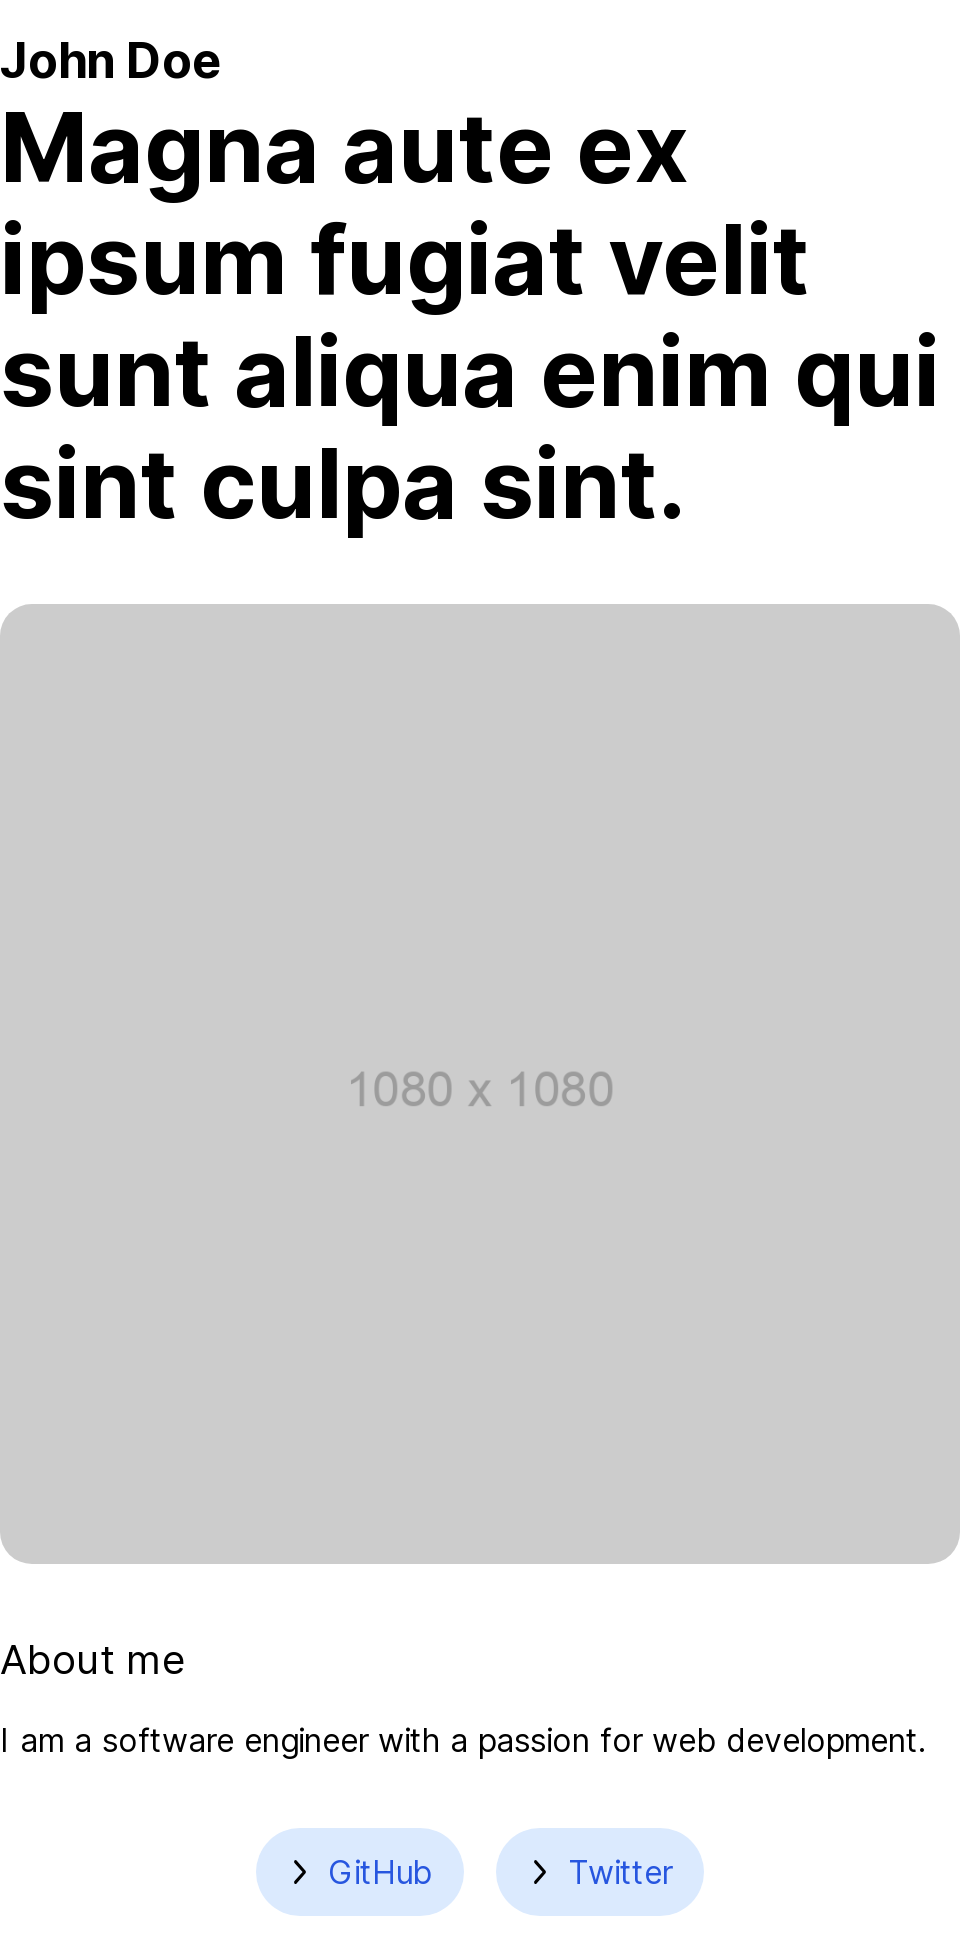 John Doe
Magna aute ex
ipsum fugiat velit
sunt aliqua enim qui
sint culpa sint.
1080 x 1080
About me
I am a software engineer with a passion for web development.
GitHub
Twitter